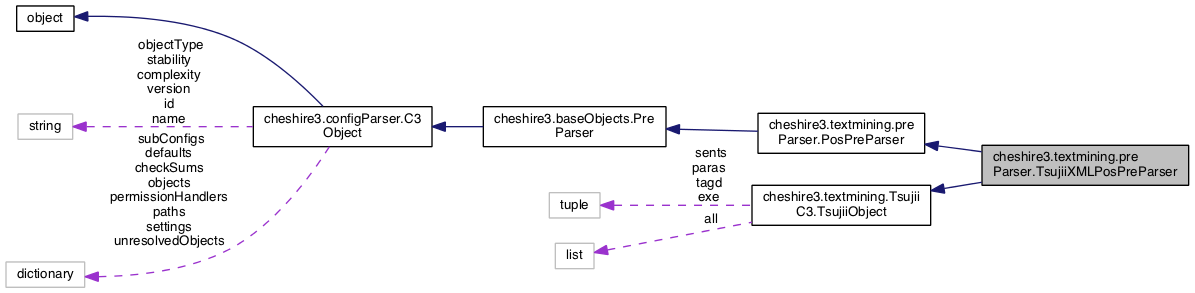 object
objectType
stability
complexity
version
id
name
string
subConfigs
defaults
checkSums
objects
permissionHandlers
paths
settings
unresolvedObjects
dictionary
cheshire3.configParser.C3
Object
cheshire3.baseObjects.Pre
Parser
cheshire3.textmining.pre
Parser.PosPreParser
sents
paras
tagd
exe
tuple
all
list
cheshire3.textmining.Tsujii
C3.TsujiiObject
cheshire3.textmining.pre
Parser.TsujiiXMLPosPreParser